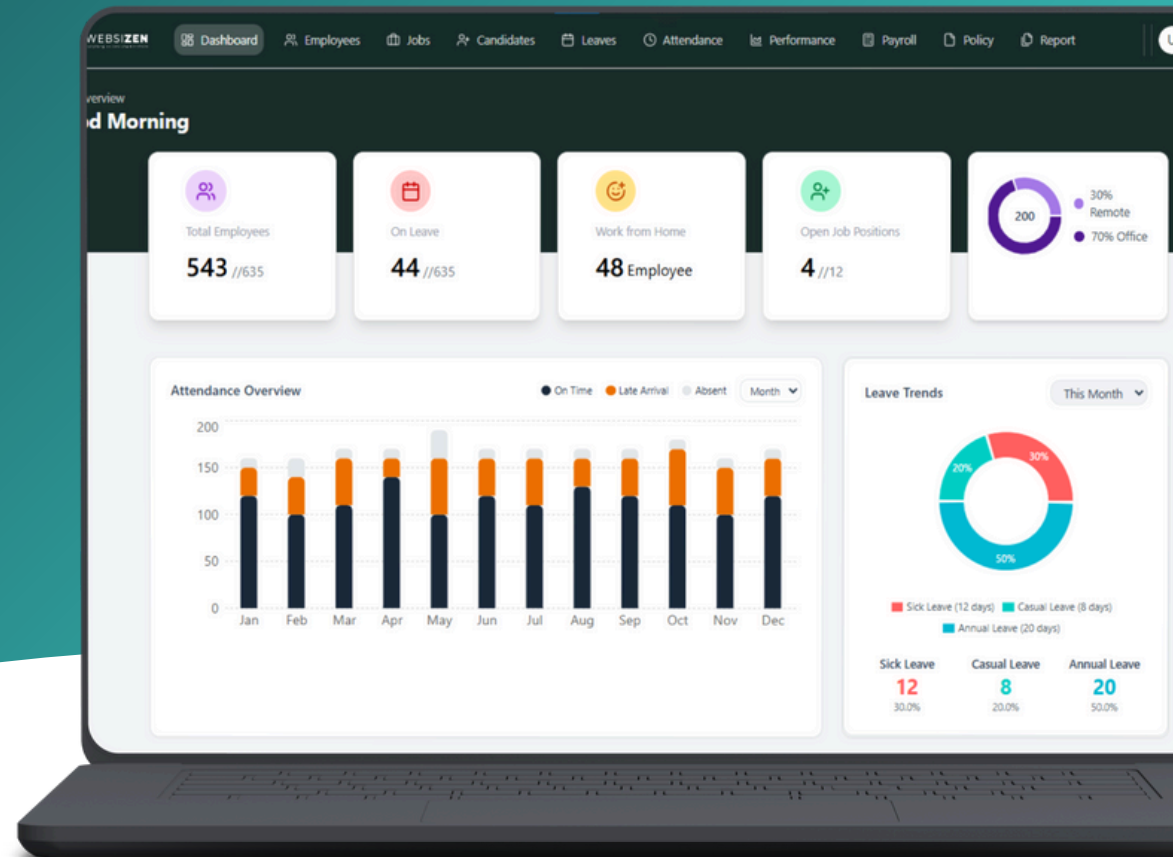 WEBSIZEN
Dashboard Employees Jobs Candidates Leaves Attendance Performance Payroll Policy Report U
verview
d Morning
Total Employees
543 //635
On Leave
44 //635
Work from Home
48 Employee
Open Job Positions
4 //12
200
30%
Remote
70% Office
Attendance Overview
On Time Late Arrival Absent Month
200
150
100
50
0
Jan Feb Mar Apr May Jun Jul Aug Sep Oct Nov Dec
Leave Trends
This Month
20% 30%
50%
Sick Leave (12 days) Casual Leave (8 days)
Annual Leave (20 days)
Sick Leave Casual Leave Annual Leave
12 8 20
30.0% 20.0% 50.0%